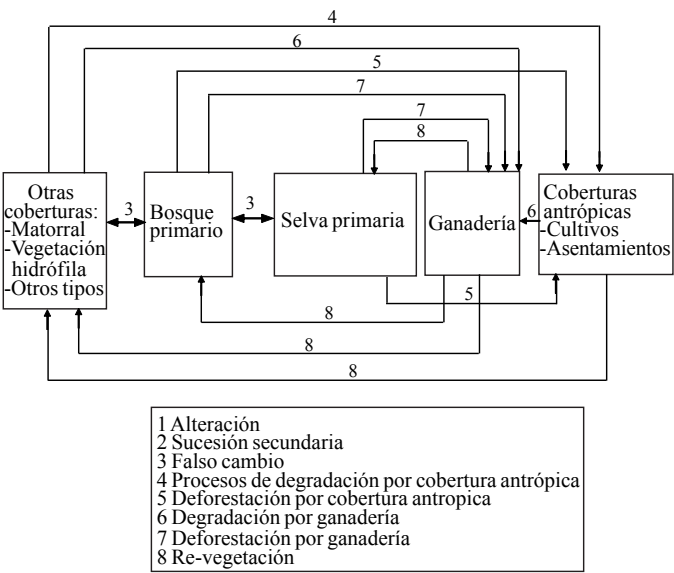 4
6
5
7
7
8
Otras
coberturas:
-Matorral
-Vegetación
hidrófila
-Otros tipos
3
Bosque
primario
3
Selva primaria
Ganadería
6
Coberturas
antrópicas
-Cultivos
-Asentamientos
5
8
8
8
1 Alteración
2 Sucesión secundaria
3 Falso cambio
4 Procesos de degradación por cobertura antrópica
5 Deforestación por cobertura antropica
6 Degradación por ganadería
7 Deforestación por ganadería
8 Re-vegetación